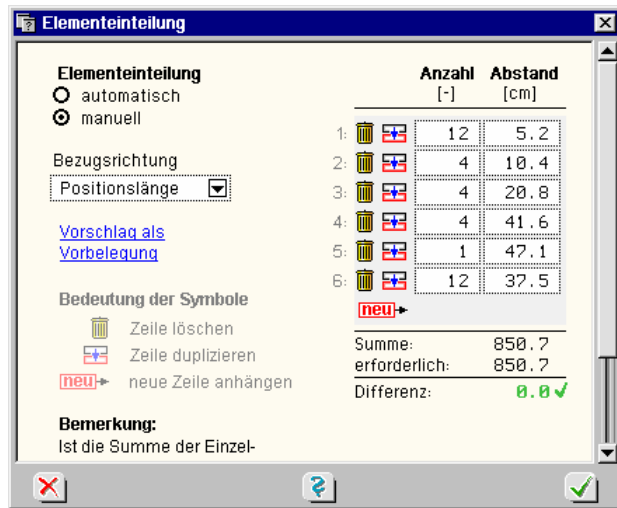 Elementeinteilung
Elementeinteilung
automatisch
manuell
Bezugsrichtung
Positionslänge
Vorschlag als
Vorbelegung
Bedeutung der Symbole
Zeile löschen
Zeile duplizieren
neu neue Zeile anhängen
Bemerkung:
Ist die Summe der Einzel-
Anzahl Abstand
[-] [cm]
1: 12 5.2
2: 4 10.4
3: 4 20.8
4: 4 41.6
5: 1 47.1
6: 12 37.5
neu
Summe: 850.7
erforderlich: 850.7
Differenz: 0.0